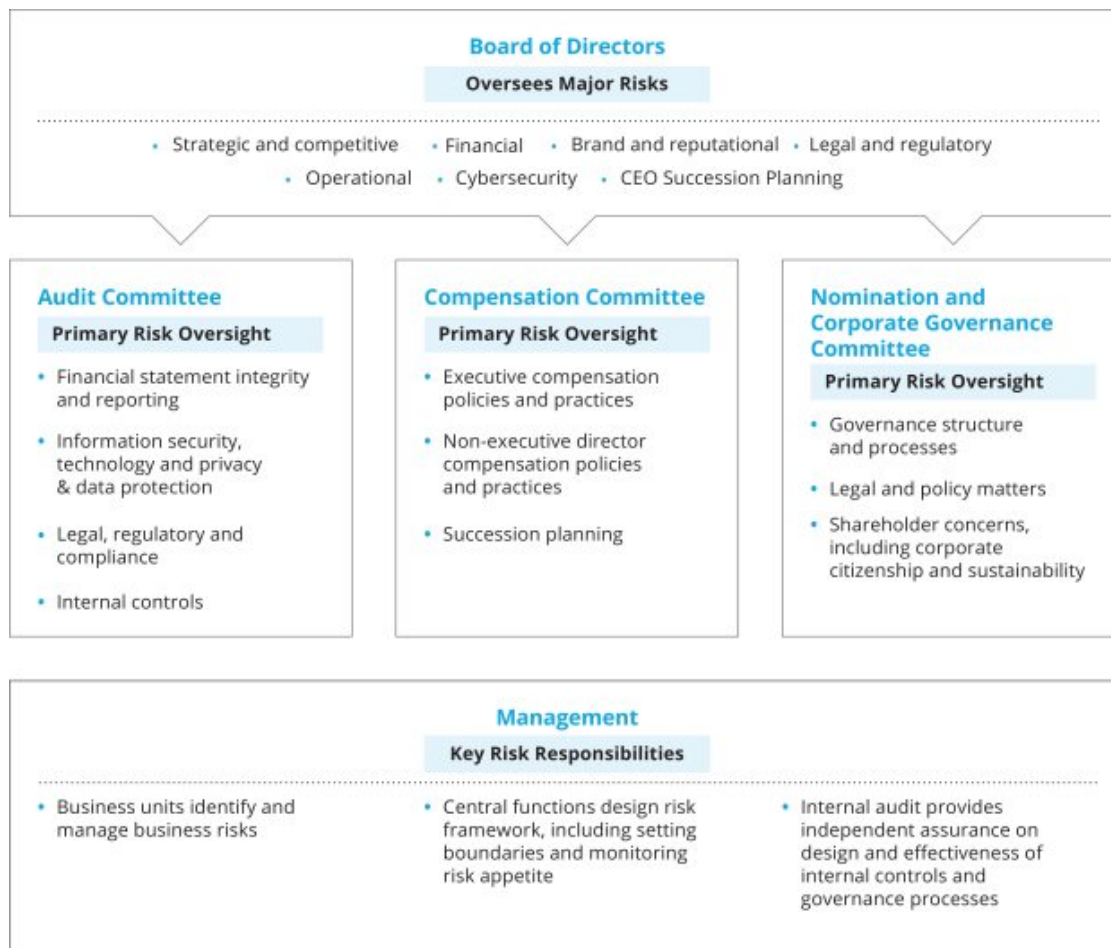 Board of Directors
Oversees Major Risks
• Strategic and competitive • Financial • Brand and reputational • Legal and regulatory
• Operational • Cybersecurity • CEO Succession Planning
Audit Committee
Primary Risk Oversight
• Financial statement integrity
and reporting
• Information security,
technology and privacy
& data protection
• Legal, regulatory and
compliance
• Internal controls
Compensation Committee
Primary Risk Oversight
• Executive compensation
policies and practices
• Non-executive director
compensation policies
and practices
• Succession planning
Nomination and
Corporate Governance
Committee
Primary Risk Oversight
• Governance structure
and processes
• Legal and policy matters
• Shareholder concerns,
including corporate
citizenship and sustainability
Management
Key Risk Responsibilities
• Business units identify and
manage business risks
• Central functions design risk
framework, including setting
boundaries and monitoring
risk appetite
• Internal audit provides
independent assurance on
design and effectiveness of
internal controls and
governance processes